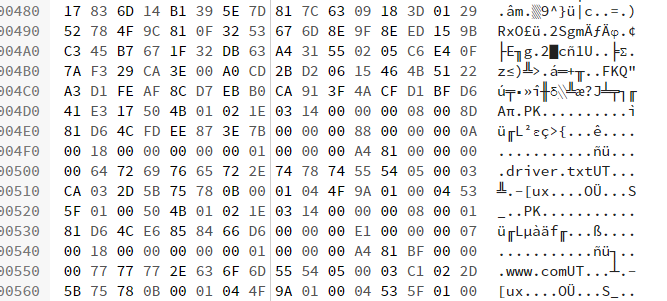 00480 17 83 6D 14 B1 39 5E 7D 81 7C 63 09 18 3D 01 29 .âm.▒9^}ü|c..=.)
00490 52 78 4F 9C 81 0F 32 53 67 6D 8E 9F 8E ED 15 9B RxO£ü.2SgmÄƒÄφ.¢
004A0 C3 45 B7 67 1F 32 DB 63 A4 31 55 02 05 C6 E4 0F ├E╖g.2█cñ1U..╞Σ.
004B0 7A F3 29 CA 3E 00 A0 CD 2B D2 06 15 46 4B 51 22 z≤)╩>.á═+╥..FKQ"
004C0 A3 D1 FE AF 8C D7 EB B0 CA 91 3F 4A CF D1 BF D6 ú╤■»î╫δ░╩æ?J╧╤┐╓
004D0 41 E3 17 50 4B 01 02 1E 03 14 00 00 00 08 00 8D Aπ.PK..........ì
004E0 81 D6 4C FD EE 87 3E 7B 00 00 00 88 00 00 00 0A ü╓L²εç>{...ê....
004F0 00 18 00 00 00 00 00 01 00 00 00 A4 81 00 00 00 ...........ñü...
00500 00 64 72 69 76 65 72 2E 74 78 74 55 54 05 00 03 .driver.txtUT...
00510 CA 03 2D 5B 75 78 0B 00 01 04 4F 9A 01 00 04 53 ╩.-[ux....OÜ...S
00520 5F 01 00 50 4B 01 02 1E 03 14 00 00 00 08 00 01 _..PK...........
00530 81 D6 4C E6 85 84 66 D6 00 00 00 E1 00 00 00 07 ü╓Lµàäf╓...ß....
00540 00 18 00 00 00 00 00 01 00 00 00 A4 81 BF 00 00 ...........ñü┐..
00550 00 77 77 77 2E 63 6F 6D 55 54 05 00 03 C1 02 2D .www.comUT...┴.-
00560 5B 75 78 0B 00 01 04 4F 9A 01 00 04 53 5F 01 00 [ux....OÜ...S_..